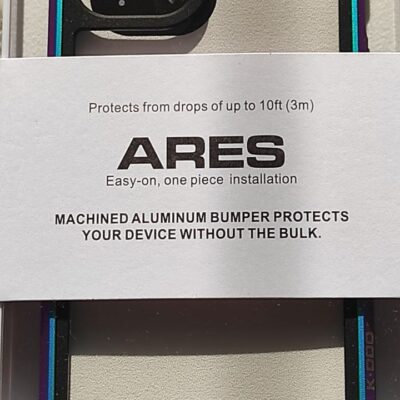 Protects from drops of up to 10ft (3m)
ARES
Easy-on, one piece installation
MACHINED ALUMINUM BUMPER PROTECTS
YOUR DEVICE WITHOUT THE BULK.
K-DOO